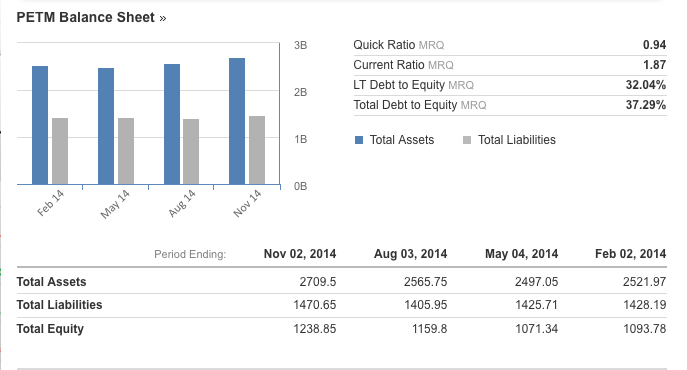 PETM Balance Sheet »
3B
2B
1B
0B
Feb 14
May 14
Aug 14
Nov 14
Quick Ratio MRQ 0.94
Current Ratio MRQ 1.87
LT Debt to Equity MRQ 32.04%
Total Debt to Equity MRQ 37.29%
Total Assets Total Liabilities
Period Ending: Nov 02, 2014 Aug 03, 2014 May 04, 2014 Feb 02, 2014
Total Assets 2709.5 2565.75 2497.05 2521.97
Total Liabilities 1470.65 1405.95 1425.71 1428.19
Total Equity 1238.85 1159.8 1071.34 1093.78